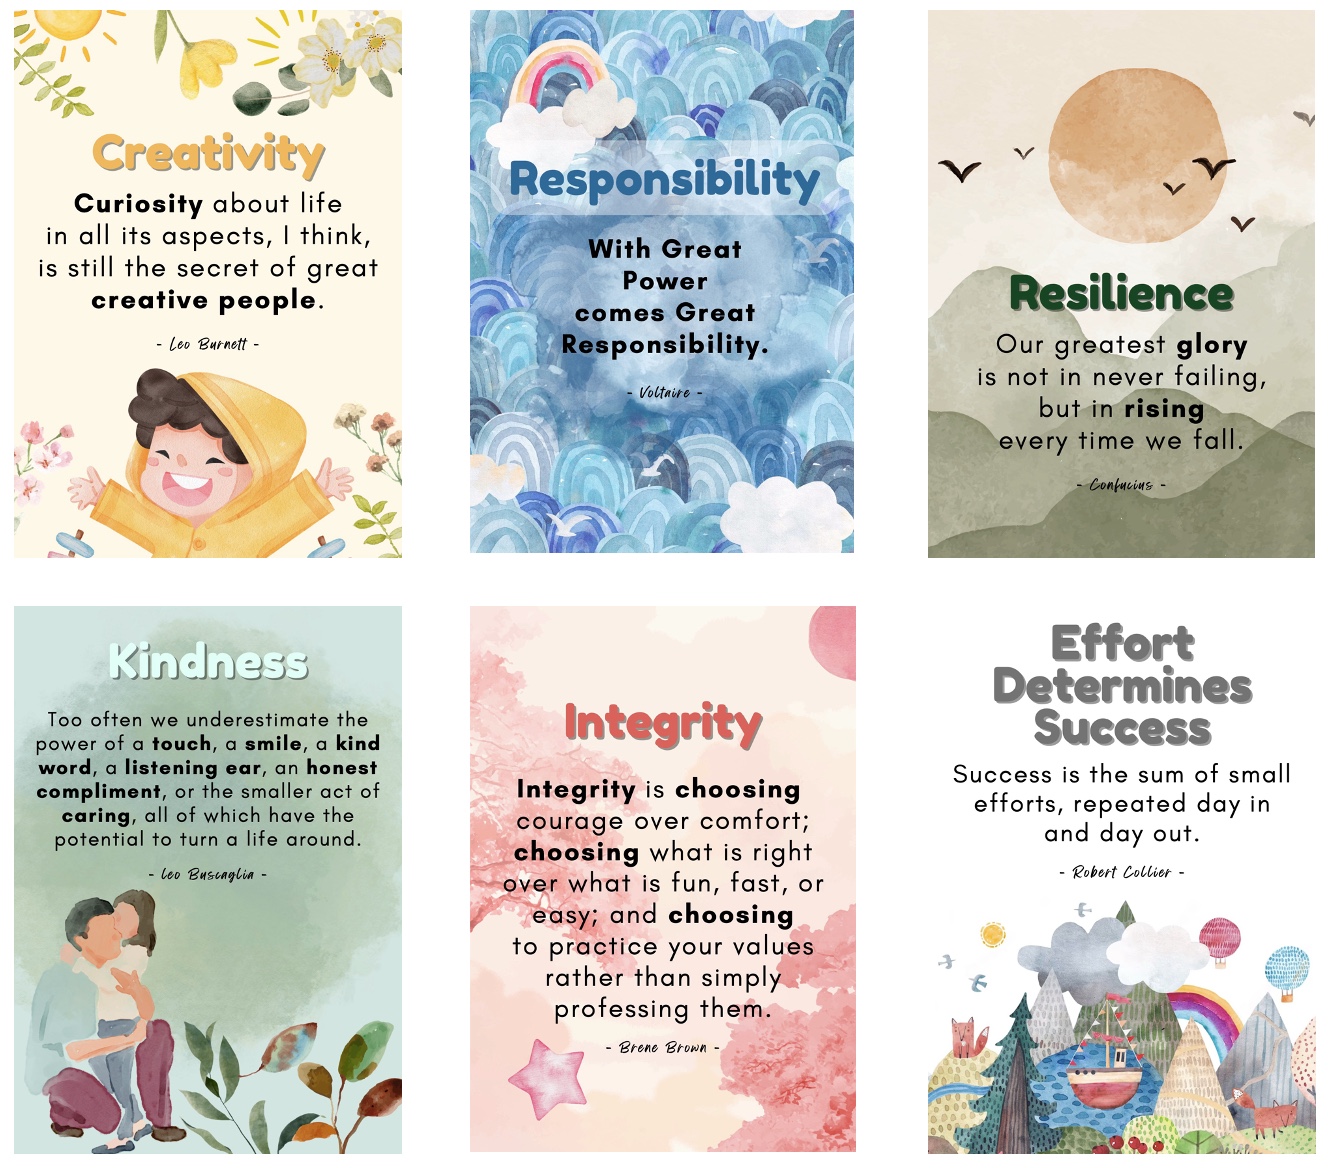 Creativity
Curiosity about life
in all its aspects, I think,
is still the secret of great
creative people.
- Leo Burnett -
Responsibility
With Great
Power
comes Great
Responsibility.
- Voltaire -
Resilience
Our greatest glory
is not in never failing,
but in rising
every time we fall.
- Confucius -
Kindness
Too often we underestimate the
power of a touch, a smile, a kind
word, a listening ear, an honest
compliment, or the smaller act of
caring, all of which have the
potential to turn a life around.
- leo Buscaglia -
Integrity
Integrity is choosing
courage over comfort;
choosing what is right
over what is fun, fast, or
easy; and choosing
to practice your values
rather than simply
professing them.
- Brene Brown -
Effort
Determines
Success
Success is the sum of small
efforts, repeated day in
and day out.
- Robert Collier -